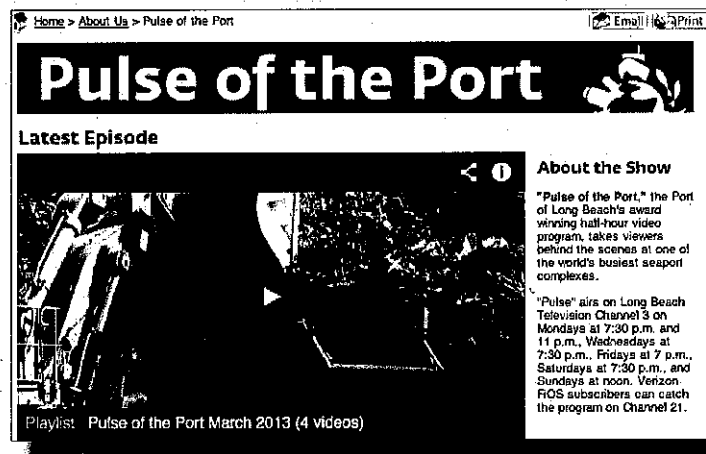 Home > About Us > Pulse of the Port
Email Print
Pulse of the Port
Latest Episode
About the Show
"Pulse of the Port," the Port
of Long Beach's award
winning half-hour video
program, takes viewers
behind the scenes at one of
the world's busiest seaport
complexes.
"Pulse" airs on Long Beach
Television Channel 3 on
Mondays at 7:30 p.m. and
11 p.m., Wednesdays at
7:30 p.m., Fridays at 7 p.m.,
Saturdays at 7:30 p.m., and
Sundays at noon. Verizon
FiOS subscribers can catch
the program on Channel 21.
Playlist Pulse of the Port March 2013 (4 videos)